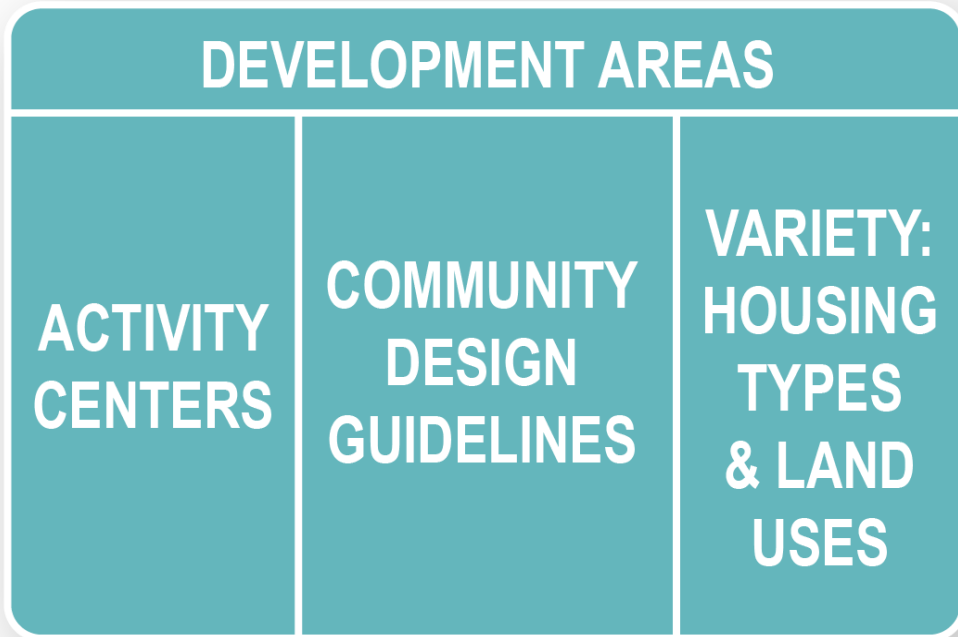 DEVELOPMENT AREAS
ACTIVITY
CENTERS
COMMUNITY
DESIGN
GUIDELINES
VARIETY:
HOUSING
TYPES
& LAND
USES